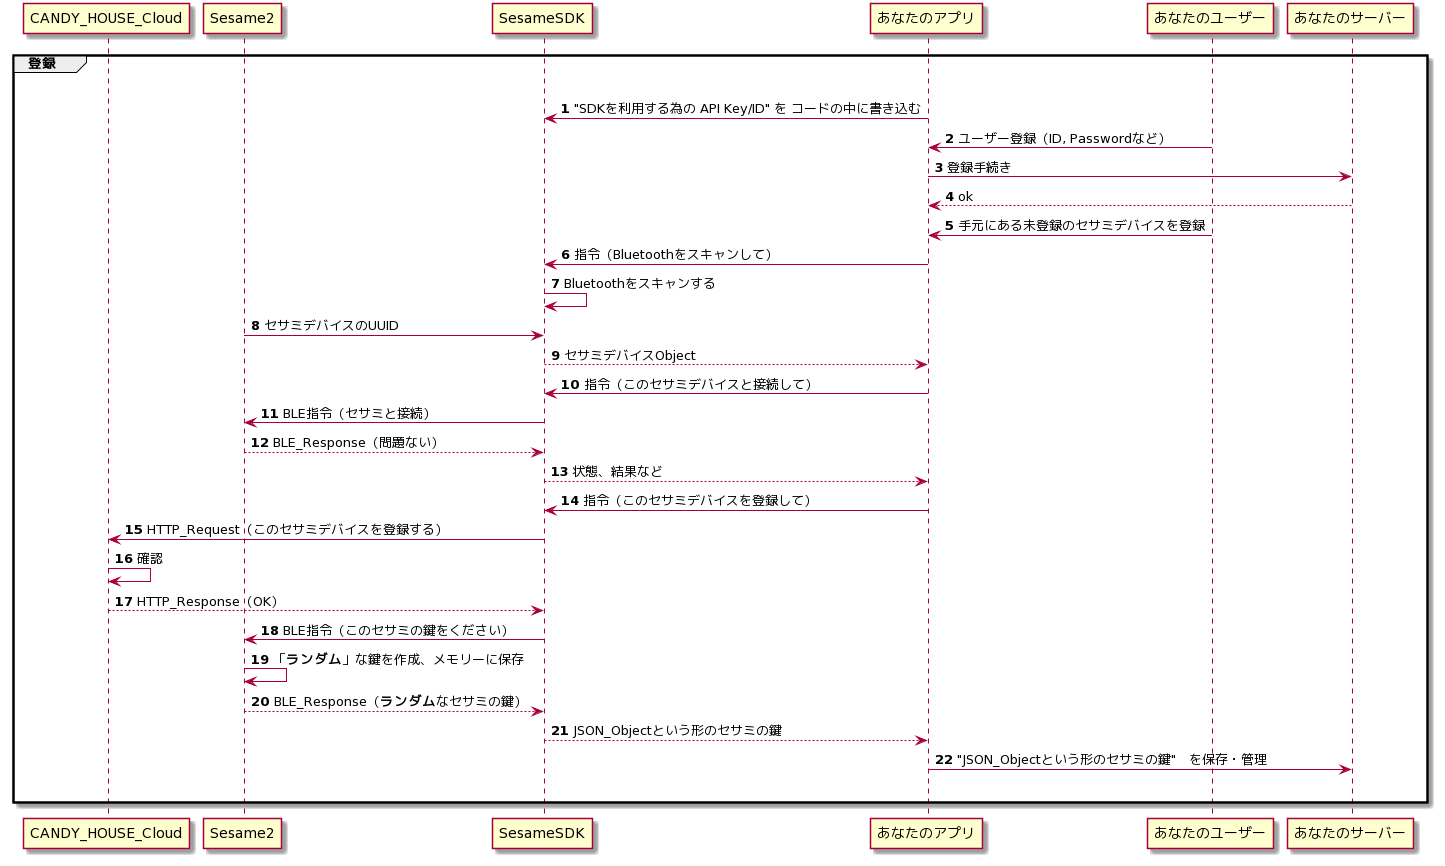 CANDY_HOUSE_Cloud
Sesame2
SesameSDK
あなたのアプリ
あなたのユーザー
あなたのサーバー
登録
1 "SDKを利用する為の API Key/ID" を コードの中に書き込む
2 ユーザー登録（ID, Passwordなど）
3 登録手続き
4 ok
5 手元にある未登録のセサミデバイスを登録
6 指令（Bluetoothをスキャンして）
7 Bluetoothをスキャンする
8 セサミデバイスのUUID
9 セサミデバイスObject
10 指令（このセサミデバイスと接続して）
11 BLE指令（セサミと接続）
12 BLE_Response（問題ない）
13 状態、結果など
14 指令（このセサミデバイスを登録して）
15 HTTP_Request（このセサミデバイスを登録する）
16 確認
17 HTTP_Response（OK）
18 BLE指令（このセサミの鍵をください）
19 「ランダム」な鍵を作成、メモリーに保存
20 BLE_Response（ランダムなセサミの鍵）
21 JSON_Objectという形のセサミの鍵
22 "JSON_Objectという形のセサミの鍵"　を保存・管理
CANDY_HOUSE_Cloud
Sesame2
SesameSDK
あなたのアプリ
あなたのユーザー
あなたのサーバー